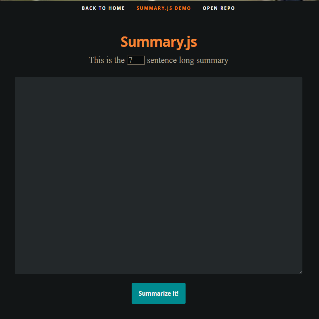 BACK TO HOME SUMMARY.JS DEMO OPEN REPO
Summary.js
This is the 7 sentence long summary
Summarize it!